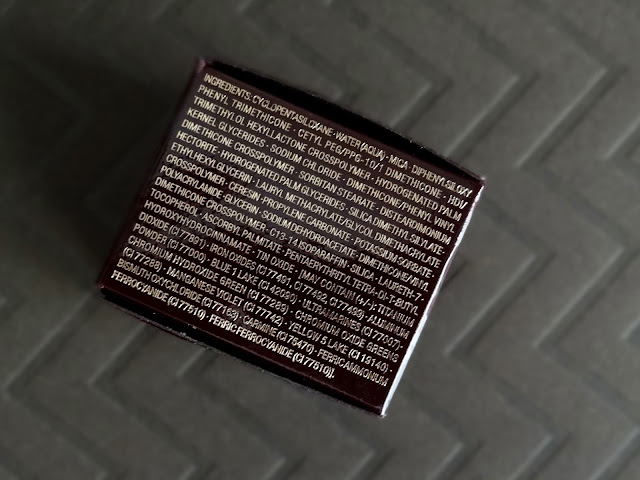 INGREDIENTS: CYCLOPENTASILOXANE · WATER (AQUA) · MICA · DIPHENYLSILOXY
PHENYL TRIMETHICONE · CETYL PEG/PPG-10/1 DIMETHICONE · HDI/
TRIMETHYLOL HEXYLLACTONE CROSSPOLYMER · HYDROGENATED PALM
KERNEL GLYCERIDES · SODIUM CHLORIDE · DIMETHICONE/PHENYL VINYL
DIMETHICONE CROSSPOLYMER · SORBITAN STEARATE · DISTEARDIMONIUM
HECTORITE · HYDROGENATED PALM GLYCERIDES · SILICA DIMETHYL SILYLATE ·
ETHYLHEXYLGLYCERIN · LAURYL METHACRYLATE/GLYCOL DIMETHACRYLATE
CROSSPOLYMER · CERESIN · PROPYLENE CARBONATE · POTASSIUM SORBATE ·
POLYACRYLAMIDE · GLYCERIN · SODIUM DEHYDROACETATE · DIMETHICONE/VINYL
DIMETHICONE CROSSPOLYMER · C13-14 ISOPARAFFIN · SILICA · LAURETH-7 ·
TOCOPHEROL · ASCORBYL PALMITATE · PENTAERYTHRITYL TETRA-DI-T-BUTYL
HYDROXYHYDROCINNAMATE · TIN OXIDE · [MAY CONTAIN (+/-): TITANIUM
DIOXIDE (CI 77891) · IRON OXIDES (CI 77491, CI 77492, CI 77499) · ALUMINUM
POWDER (CI 77000) · BLUE 1 LAKE (CI 42090) · ULTRAMARINES (CI 77007) ·
CHROMIUM HYDROXIDE GREEN (CI 77289) · CHROMIUM OXIDE GREENS
(CI 77288) · MANGANESE VIOLET (CI 77742) · YELLOW 5 LAKE (CI 19140) ·
BISMUTH OXYCHLORIDE (CI 77163) · CARMINE (CI 75470) · FERRIC AMMONIUM
FERROCYANIDE (CI 77510) · FERRIC FERROCYANIDE (CI 77510)].